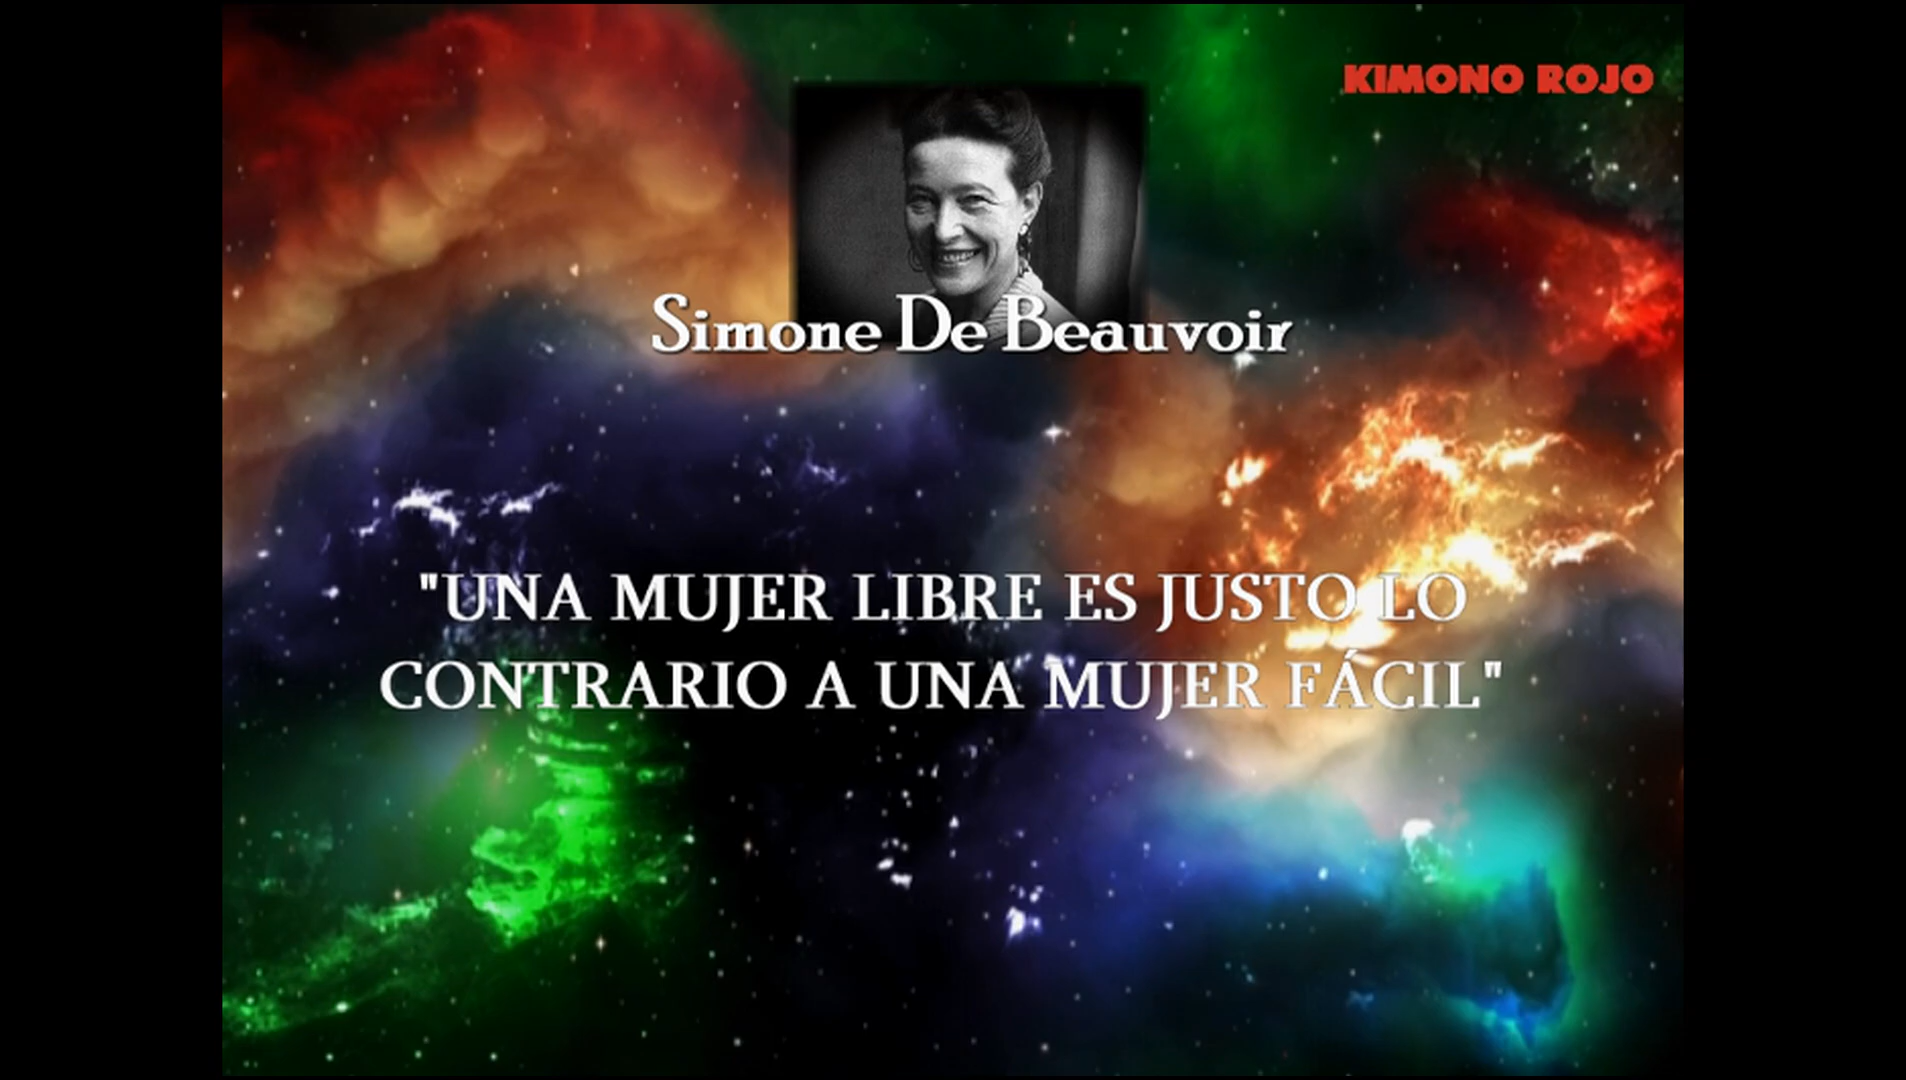 KIMONO ROJO
Simone De Beauvoir
"UNA MUJER LIBRE ES JUSTO LO
CONTRARIO A UNA MUJER FÁCIL"